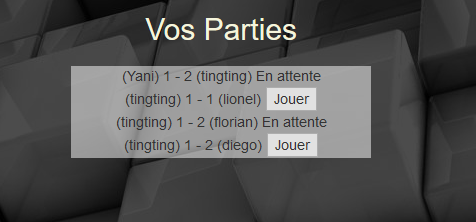 Vos Parties
(Yani) 1 - 2 (tingting) En attente
(tingting) 1 - 1 (lionel) Jouer
(tingting) 1 - 2 (florian) En attente
(tingting) 1 - 2 (diego) Jouer